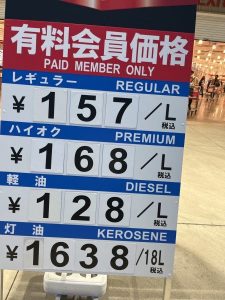 有料会員価格
PAID MEMBER ONLY
レギュラー REGULAR
¥157/L 税込
ハイオク PREMIUM
¥168/L 税込
軽油 DIESEL
¥128/L 税込
灯油 KEROSENE
¥1638/18L 税込